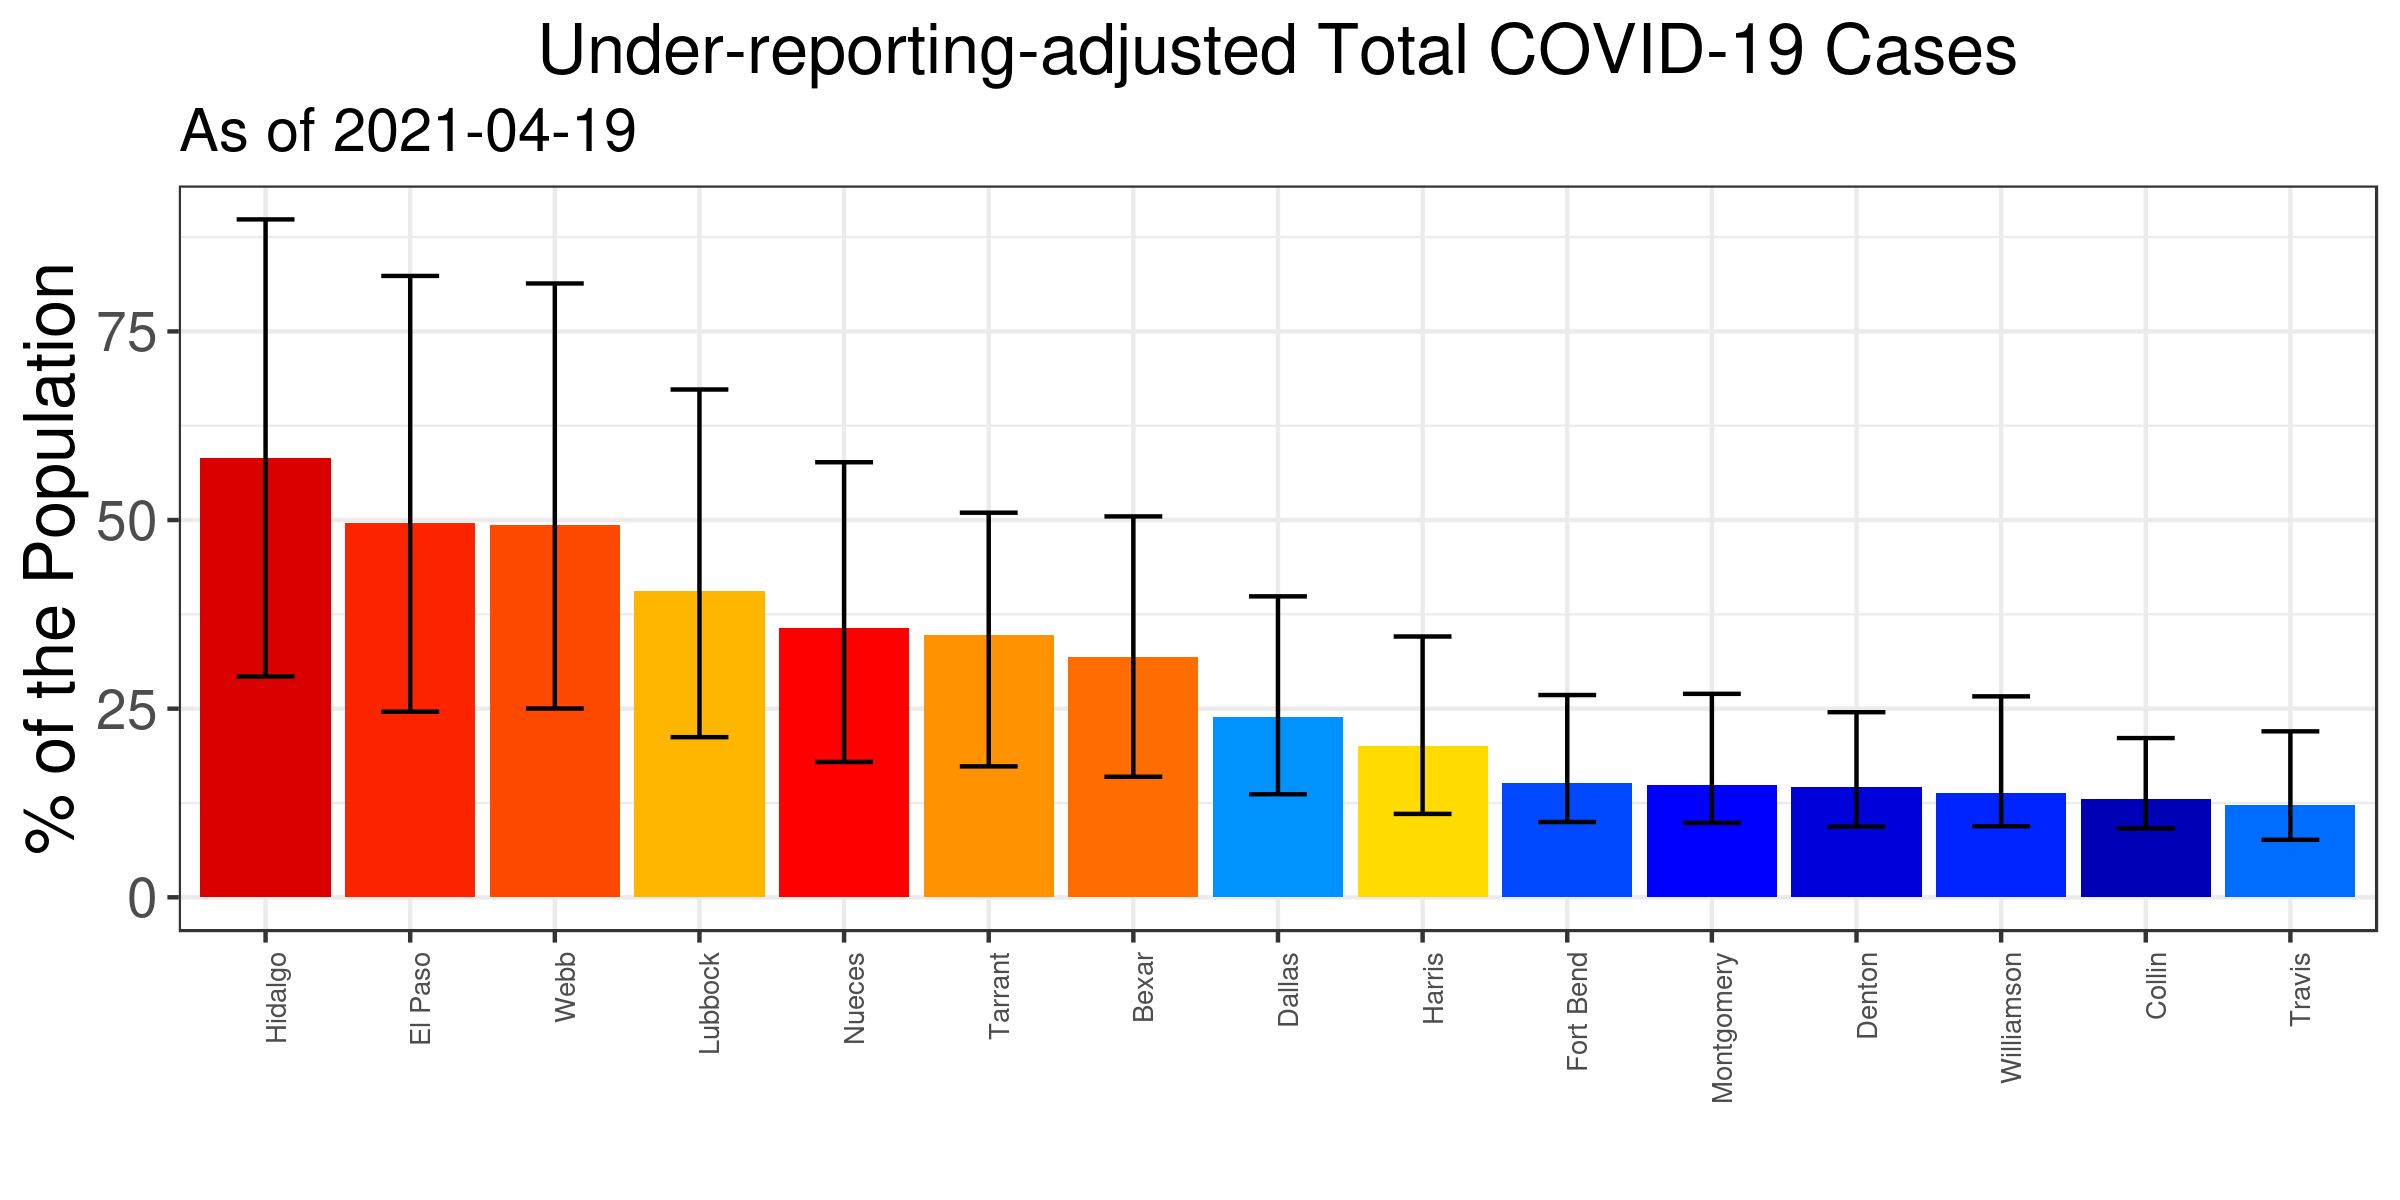 Under-reporting-adjusted Total COVID-19 Cases
As of 2021-04-19
% of the Population
75
50
25
0
Hidalgo
El Paso
Webb
Lubbock
Nueces
Tarrant
Bexar
Dallas
Harris
Fort Bend
Montgomery
Denton
Williamson
Collin
Travis